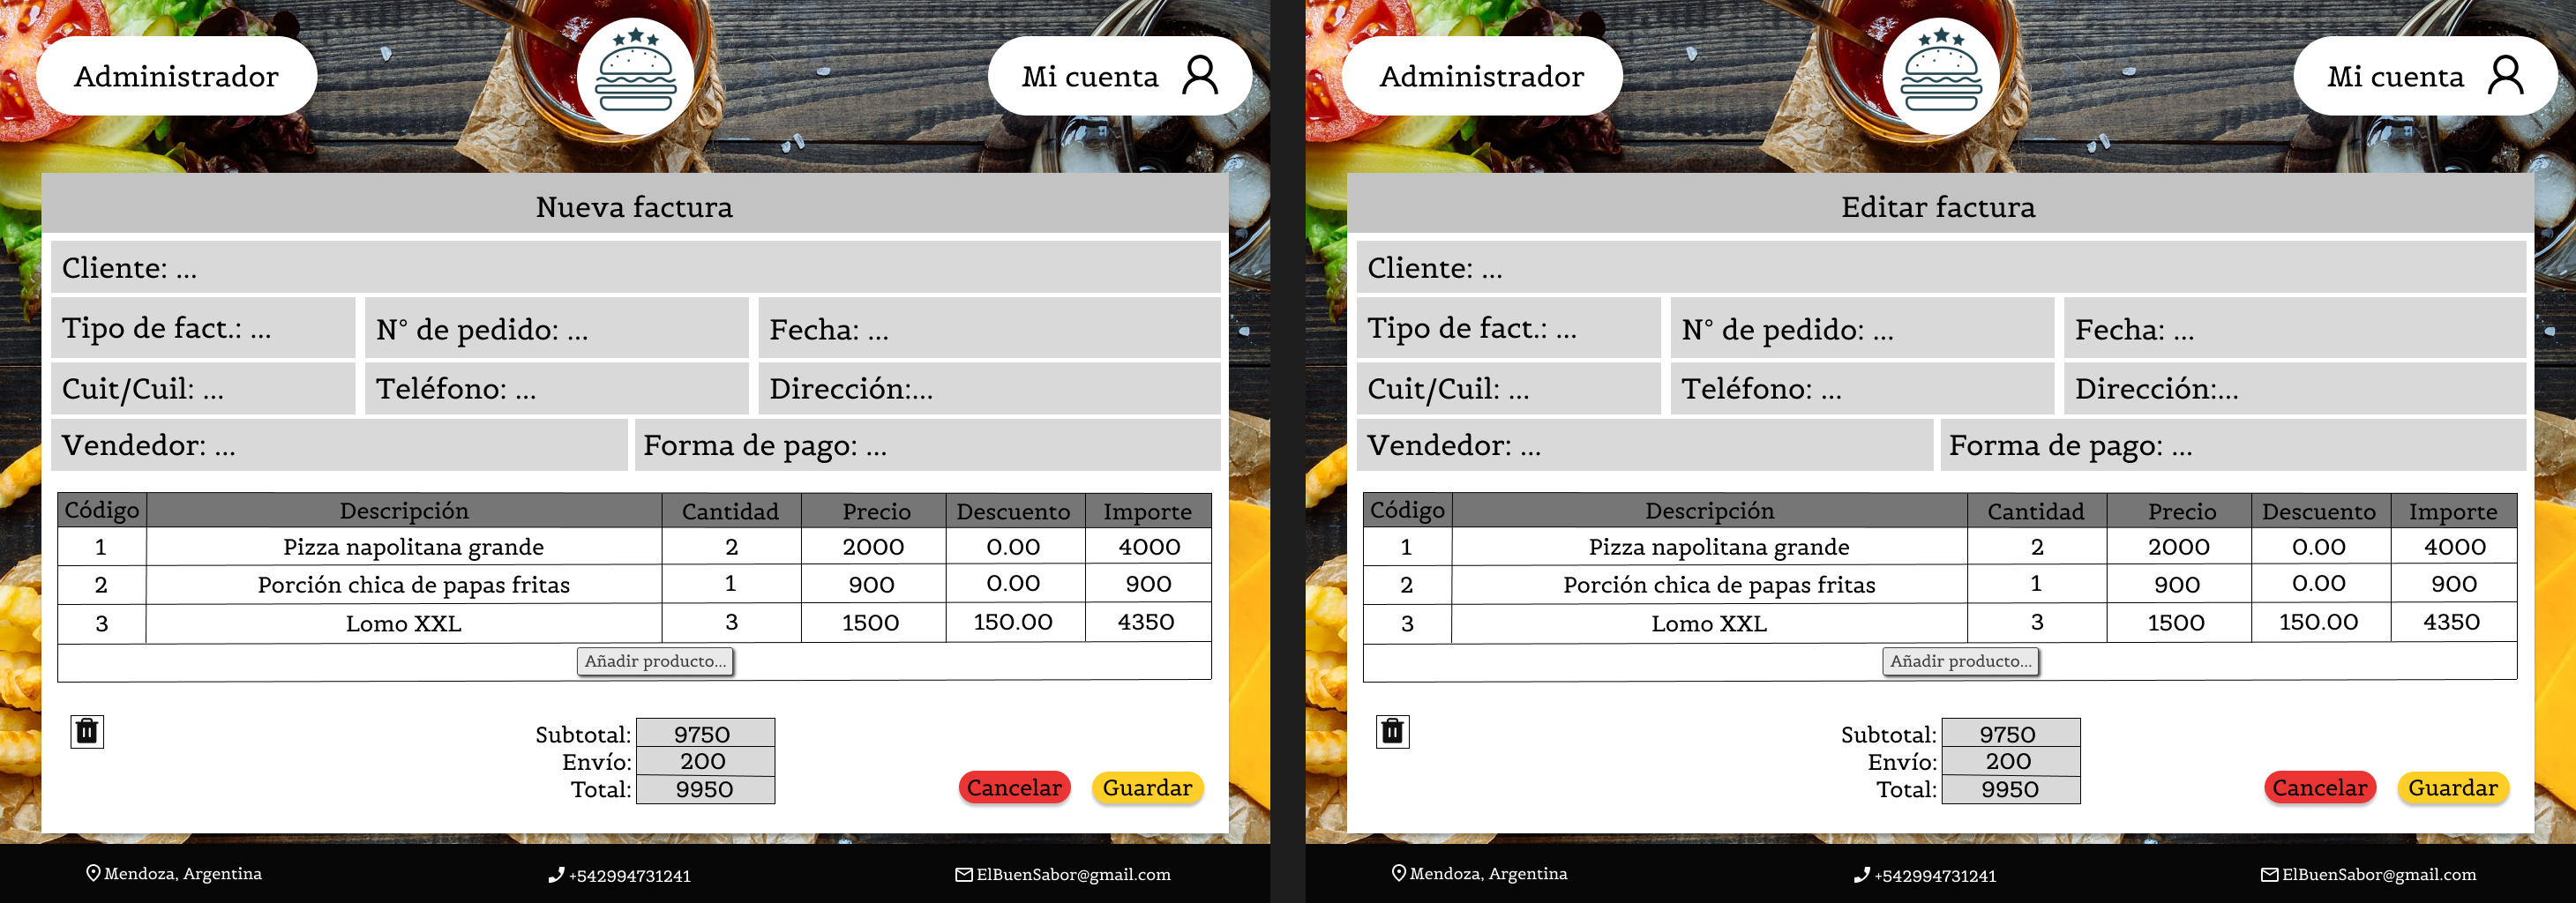 Administrador
Mi cuenta
Nueva factura
Cliente: ...
Tipo de fact.: ...
N° de pedido: ...
Fecha: ...
Cuit/Cuil: ...
Teléfono: ...
Dirección:...
Vendedor: ...
Forma de pago: ...
Código Descripción Cantidad Precio Descuento Importe
1 Pizza napolitana grande 2 2000 0.00 4000
2 Porción chica de papas fritas 1 900 0.00 900
3 Lomo XXL 3 1500 150.00 4350
Añadir producto...
Subtotal: 9750
Envío: 200
Total: 9950
Cancelar
Guardar
Mendoza, Argentina
+542994731241
ElBuenSabor@gmail.com
Administrador
Mi cuenta
Editar factura
Cliente: ...
Tipo de fact.: ...
N° de pedido: ...
Fecha: ...
Cuit/Cuil: ...
Teléfono: ...
Dirección:...
Vendedor: ...
Forma de pago: ...
Código Descripción Cantidad Precio Descuento Importe
1 Pizza napolitana grande 2 2000 0.00 4000
2 Porción chica de papas fritas 1 900 0.00 900
3 Lomo XXL 3 1500 150.00 4350
Añadir producto...
Subtotal: 9750
Envío: 200
Total: 9950
Cancelar
Guardar
Mendoza, Argentina
+542994731241
ElBuenSabor@gmail.com